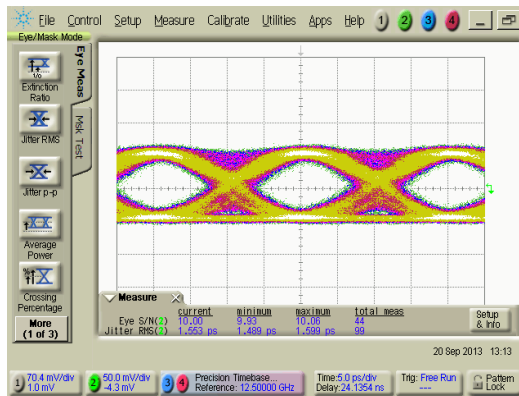 File Control Setup Measure Calibrate Utilities Apps Help 1 2 3 4
Eye/Mask Mode
Eye Meas
Msk Test
Extinction
Ratio
Jitter RMS
Jitter p-p
Average
Power
Crossing
Percentage
More
(1 of 3)
Measure
current minimum maximum total meas
Eye S/N(2) 10.00 9.93 10.06 44
Jitter RMS(2) 1.553 ps 1.489 ps 1.599 ps 99
Setup
& Info
20 Sep 2013 13:13
1 70.4 mV/div
1.0 mV
2 50.0 mV/div
-4.3 mV
3 4 Precision Timebase...
Reference: 12.50000 GHz
Time:5.0 ps/div
Delay:24.1354 ns
Trig: Free Run
---
Pattern
Lock